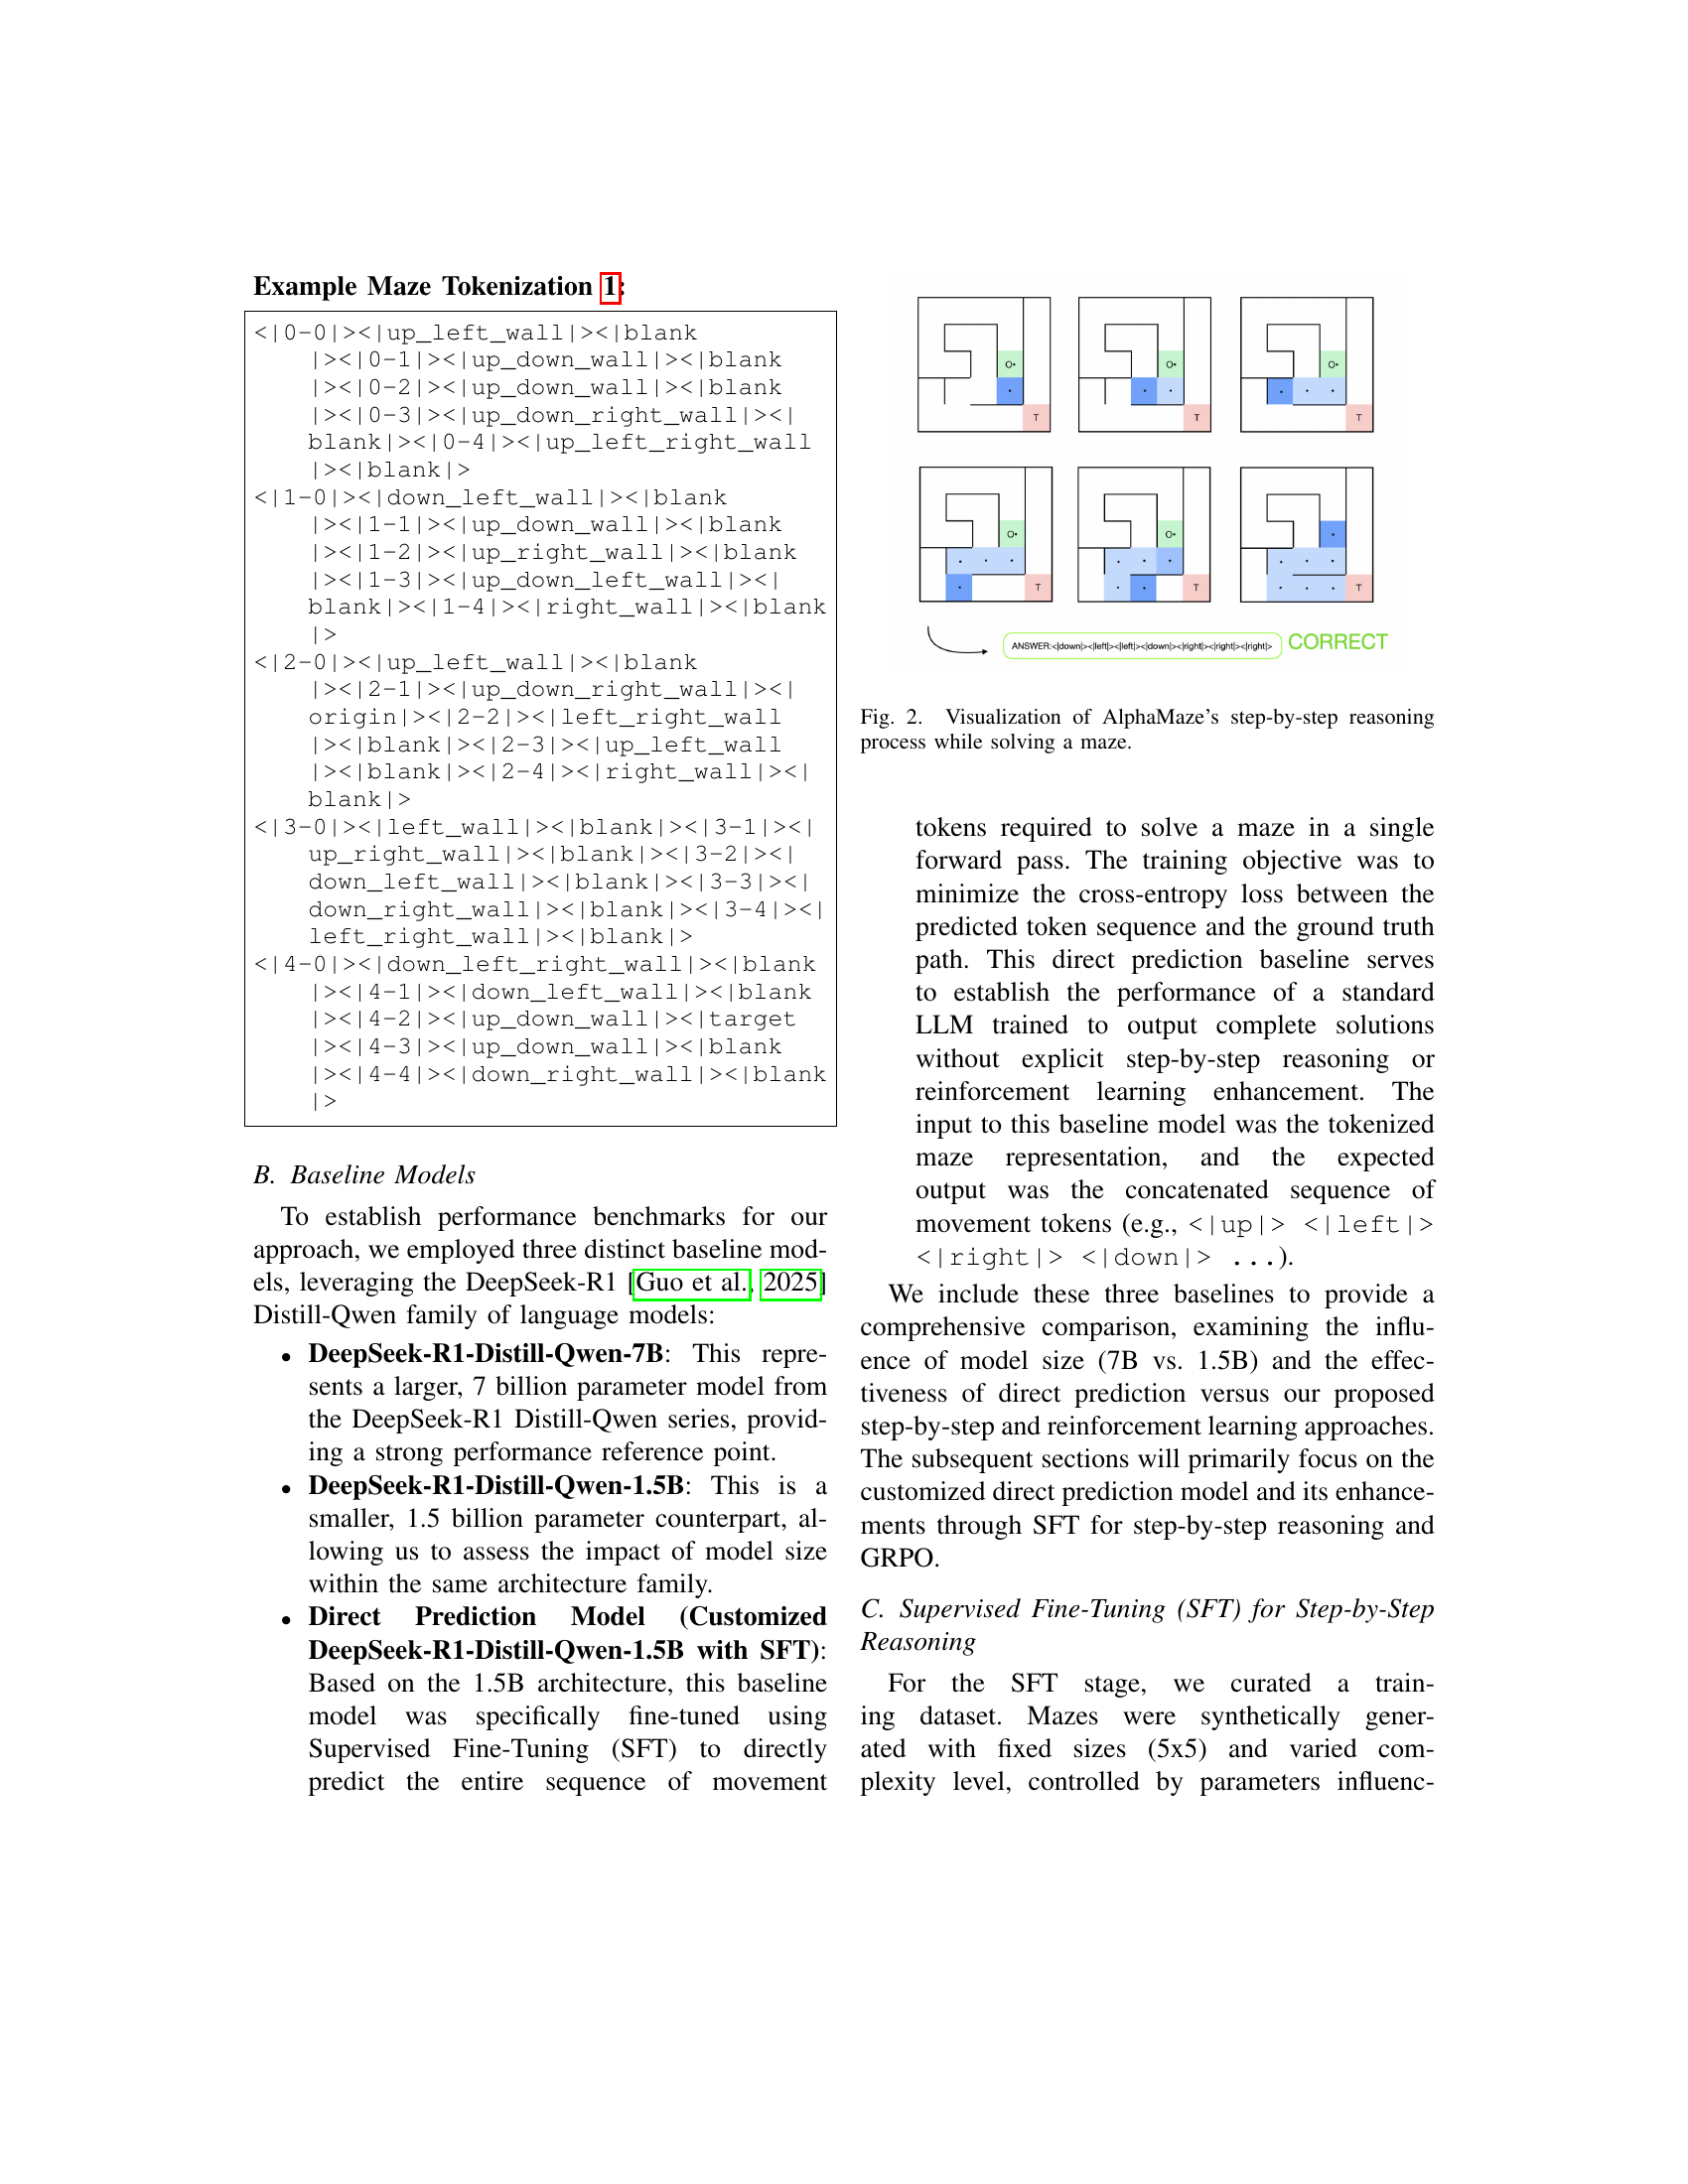 Example Maze Tokenization 1:
<|0-0|><|up_left_wall|><|blank
|><|0-1|><|up_down_wall|><|blank
|><|0-2|><|up_down_wall|><|blank
|><|0-3|><|up_down_right_wall|><|
blank|><|0-4|><|up_left_right_wall
|><|blank|>
<|1-0|><|down_left_wall|><|blank
|><|1-1|><|up_down_wall|><|blank
|><|1-2|><|up_right_wall|><|blank
|><|1-3|><|up_down_left_wall|><|
blank|><|1-4|><|right_wall|><|blank
|>
<|2-0|><|up_left_wall|><|blank
|><|2-1|><|up_down_right_wall|><|
origin|><|2-2|><|left_right_wall
|><|blank|><|2-3|><|up_left_wall
|><|blank|><|2-4|><|right_wall|><|
blank|>
<|3-0|><|left_wall|><|blank|><|3-1|><|
up_right_wall|><|blank|><|3-2|><|
down_left_wall|><|blank|><|3-3|><|
down_right_wall|><|blank|><|3-4|><|
left_right_wall|><|blank|>
<|4-0|><|down_left_right_wall|><|blank
|><|4-1|><|down_left_wall|><|blank
|><|4-2|><|up_down_wall|><|target
|><|4-3|><|up_down_wall|><|blank
|><|4-4|><|down_right_wall|><|blank
|>
B. Baseline Models
To establish performance benchmarks for our
approach, we employed three distinct baseline mod-
els, leveraging the DeepSeek-R1 [Guo et al., 2025]
Distill-Qwen family of language models:
• DeepSeek-R1-Distill-Qwen-7B: This repre-
sents a larger, 7 billion parameter model from
the DeepSeek-R1 Distill-Qwen series, provid-
ing a strong performance reference point.
• DeepSeek-R1-Distill-Qwen-1.5B: This is a
smaller, 1.5 billion parameter counterpart, al-
lowing us to assess the impact of model size
within the same architecture family.
• Direct Prediction Model (Customized
DeepSeek-R1-Distill-Qwen-1.5B with SFT):
Based on the 1.5B architecture, this baseline
model was specifically fine-tuned using
Supervised Fine-Tuning (SFT) to directly
predict the entire sequence of movement
O O O
T T T
O O
T T T
ANSWER:<|down|><|left|><|left|><|down|><|right|><|right|><|right|> CORRECT
Fig. 2. Visualization of AlphaMaze's step-by-step reasoning
process while solving a maze.
tokens required to solve a maze in a single
forward pass. The training objective was to
minimize the cross-entropy loss between the
predicted token sequence and the ground truth
path. This direct prediction baseline serves
to establish the performance of a standard
LLM trained to output complete solutions
without explicit step-by-step reasoning or
reinforcement learning enhancement. The
input to this baseline model was the tokenized
maze representation, and the expected
output was the concatenated sequence of
movement tokens (e.g., <|up|> <|left|>
<|right|> <|down|> ...).
We include these three baselines to provide a
comprehensive comparison, examining the influ-
ence of model size (7B vs. 1.5B) and the effec-
tiveness of direct prediction versus our proposed
step-by-step and reinforcement learning approaches.
The subsequent sections will primarily focus on the
customized direct prediction model and its enhance-
ments through SFT for step-by-step reasoning and
GRPO.
C. Supervised Fine-Tuning (SFT) for Step-by-Step
Reasoning
For the SFT stage, we curated a train-
ing dataset. Mazes were synthetically gener-
ated with fixed sizes (5x5) and varied com-
plexity level, controlled by parameters influenc-